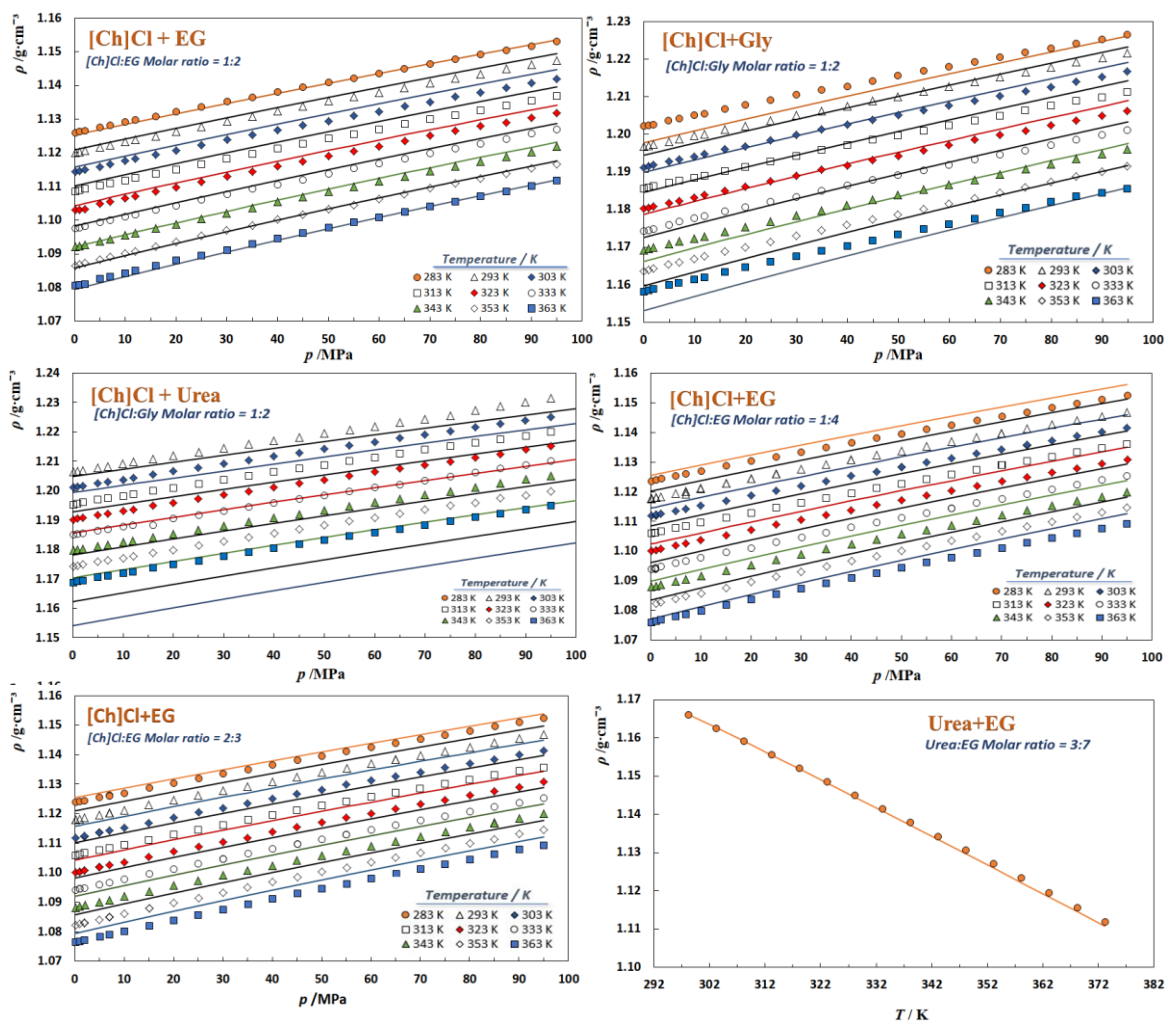 [Ch]Cl + EG
[Ch]Cl:EG Molar ratio = 1:2
ρ /g·cm⁻³
1.16
1.15
1.14
1.13
1.12
1.11
1.10
1.09
1.08
1.07
Temperature / K
283 K 293 K 303 K
313 K 323 K 333 K
343 K 353 K 363 K
0 10 20 30 40 50 60 70 80 90 100
p /MPa
[Ch]Cl+Gly
[Ch]Cl:Gly Molar ratio = 1:2
ρ /g·cm⁻³
1.23
1.22
1.21
1.20
1.19
1.18
1.17
1.16
1.15
Temperature / K
283 K 293 K 303 K
313 K 323 K 333 K
343 K 353 K 363 K
0 10 20 30 40 50 60 70 80 90 100
p /MPa
[Ch]Cl + Urea
[Ch]Cl:Gly Molar ratio = 1:2
ρ /g·cm⁻³
1.24
1.23
1.22
1.21
1.20
1.19
1.18
1.17
1.16
1.15
Temperature / K
283 K 293 K 303 K
313 K 323 K 333 K
343 K 353 K 363 K
0 10 20 30 40 50 60 70 80 90 100
p /MPa
[Ch]Cl+EG
[Ch]Cl:EG Molar ratio = 1:4
ρ /g·cm⁻³
1.16
1.15
1.14
1.13
1.12
1.11
1.10
1.09
1.08
1.07
Temperature / K
283 K 293 K 303 K
313 K 323 K 333 K
343 K 353 K 363 K
0 10 20 30 40 50 60 70 80 90 100
p /MPa
[Ch]Cl+EG
[Ch]Cl:EG Molar ratio = 2:3
ρ /g·cm⁻³
1.16
1.15
1.14
1.13
1.12
1.11
1.10
1.09
1.08
1.07
Temperature / K
283 K 293 K 303 K
313 K 323 K 333 K
343 K 353 K 363 K
0 10 20 30 40 50 60 70 80 90 100
p /MPa
Urea+EG
Urea:EG Molar ratio = 3:7
ρ /g·cm⁻³
1.17
1.16
1.15
1.14
1.13
1.12
1.11
1.10
292 302 312 322 332 342 352 362 372 382
T / K